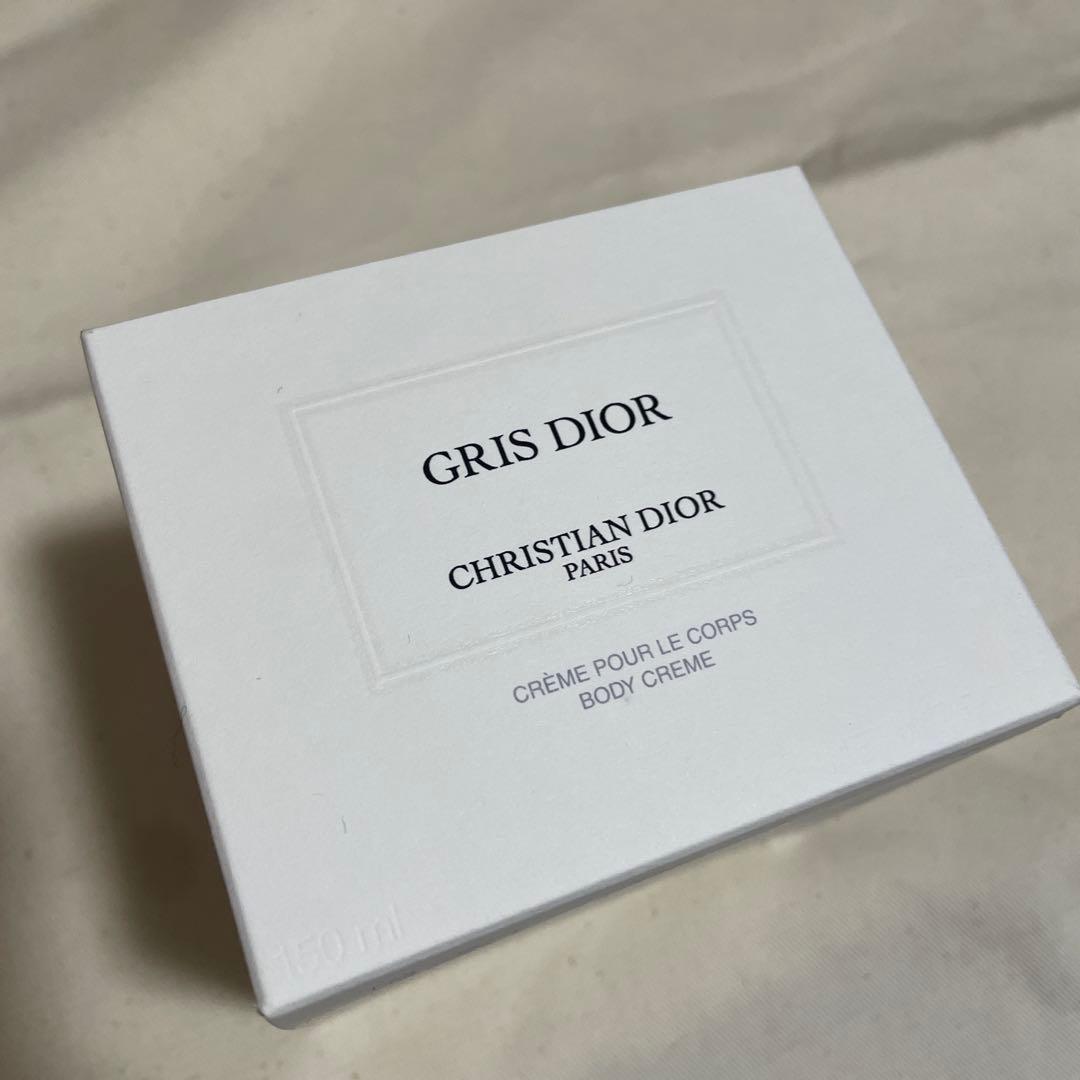 GRIS DIOR
CHRISTIAN DIOR
PARIS
CRÈME POUR LE CORPS
BODY CREME
150 ml